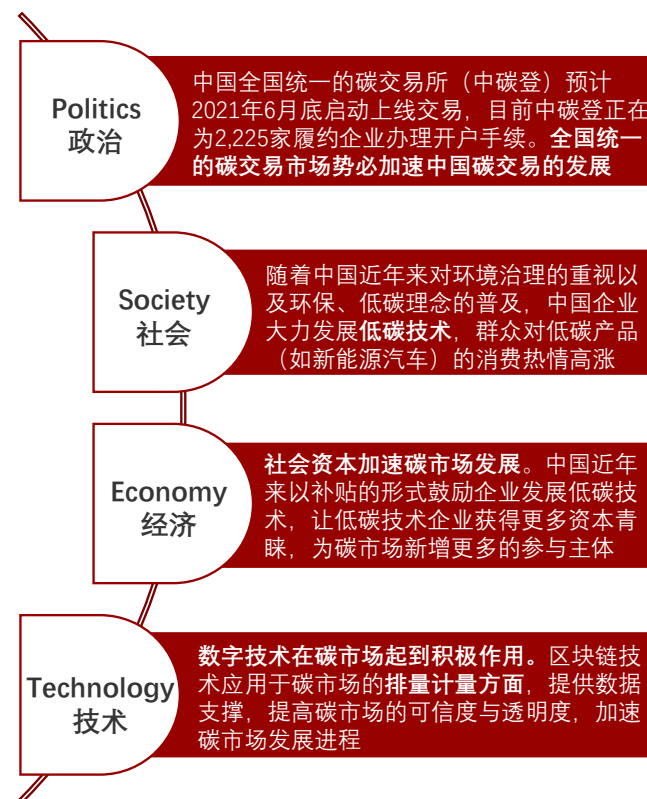 Politics
政治
中国全国统一的碳交易所（中碳登）预计
2021年6月底启动上线交易，目前中碳登正在
为2,225家履约企业办理开户手续。全国统一
的碳交易市场势必加速中国碳交易的发展
Society
社会
随着中国近年来对环境治理的重视以
及环保、低碳理念的普及，中国企业
大力发展低碳技术，群众对低碳产品
（如新能源汽车）的消费热情高涨
Economy
经济
社会资本加速碳市场发展。中国近年
来以补贴的形式鼓励企业发展低碳技
术，让低碳技术企业获得更多资本青
睐，为碳市场新增更多的参与主体
Technology
技术
数字技术在碳市场起到积极作用。区块链技
术应用于碳市场的排量计量方面，提供数据
支撑，提高碳市场的可信度与透明度，加速
碳市场发展进程